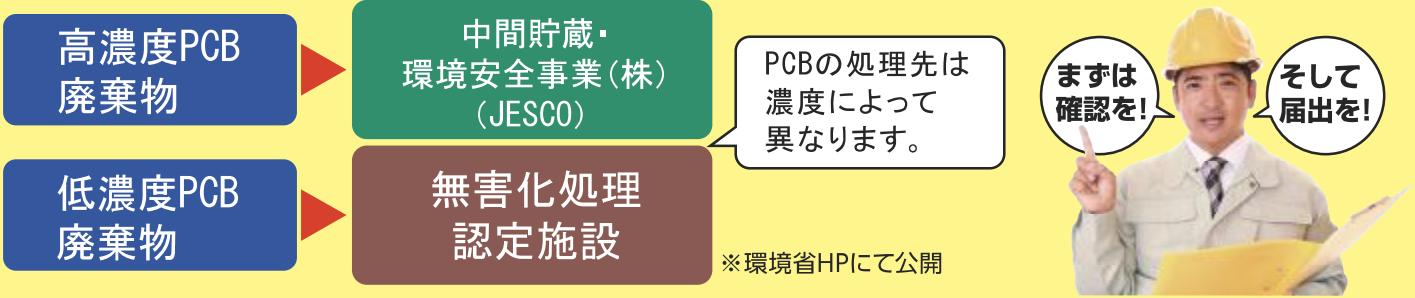 高濃度PCB
廃棄物
中間貯蔵・
環境安全事業(株)
(JESCO)
低濃度PCB
廃棄物
無害化処理
認定施設
PCBの処理先は
濃度によって
異なります。
※環境省HPにて公開
まずは
確認を!
そして
届出を!